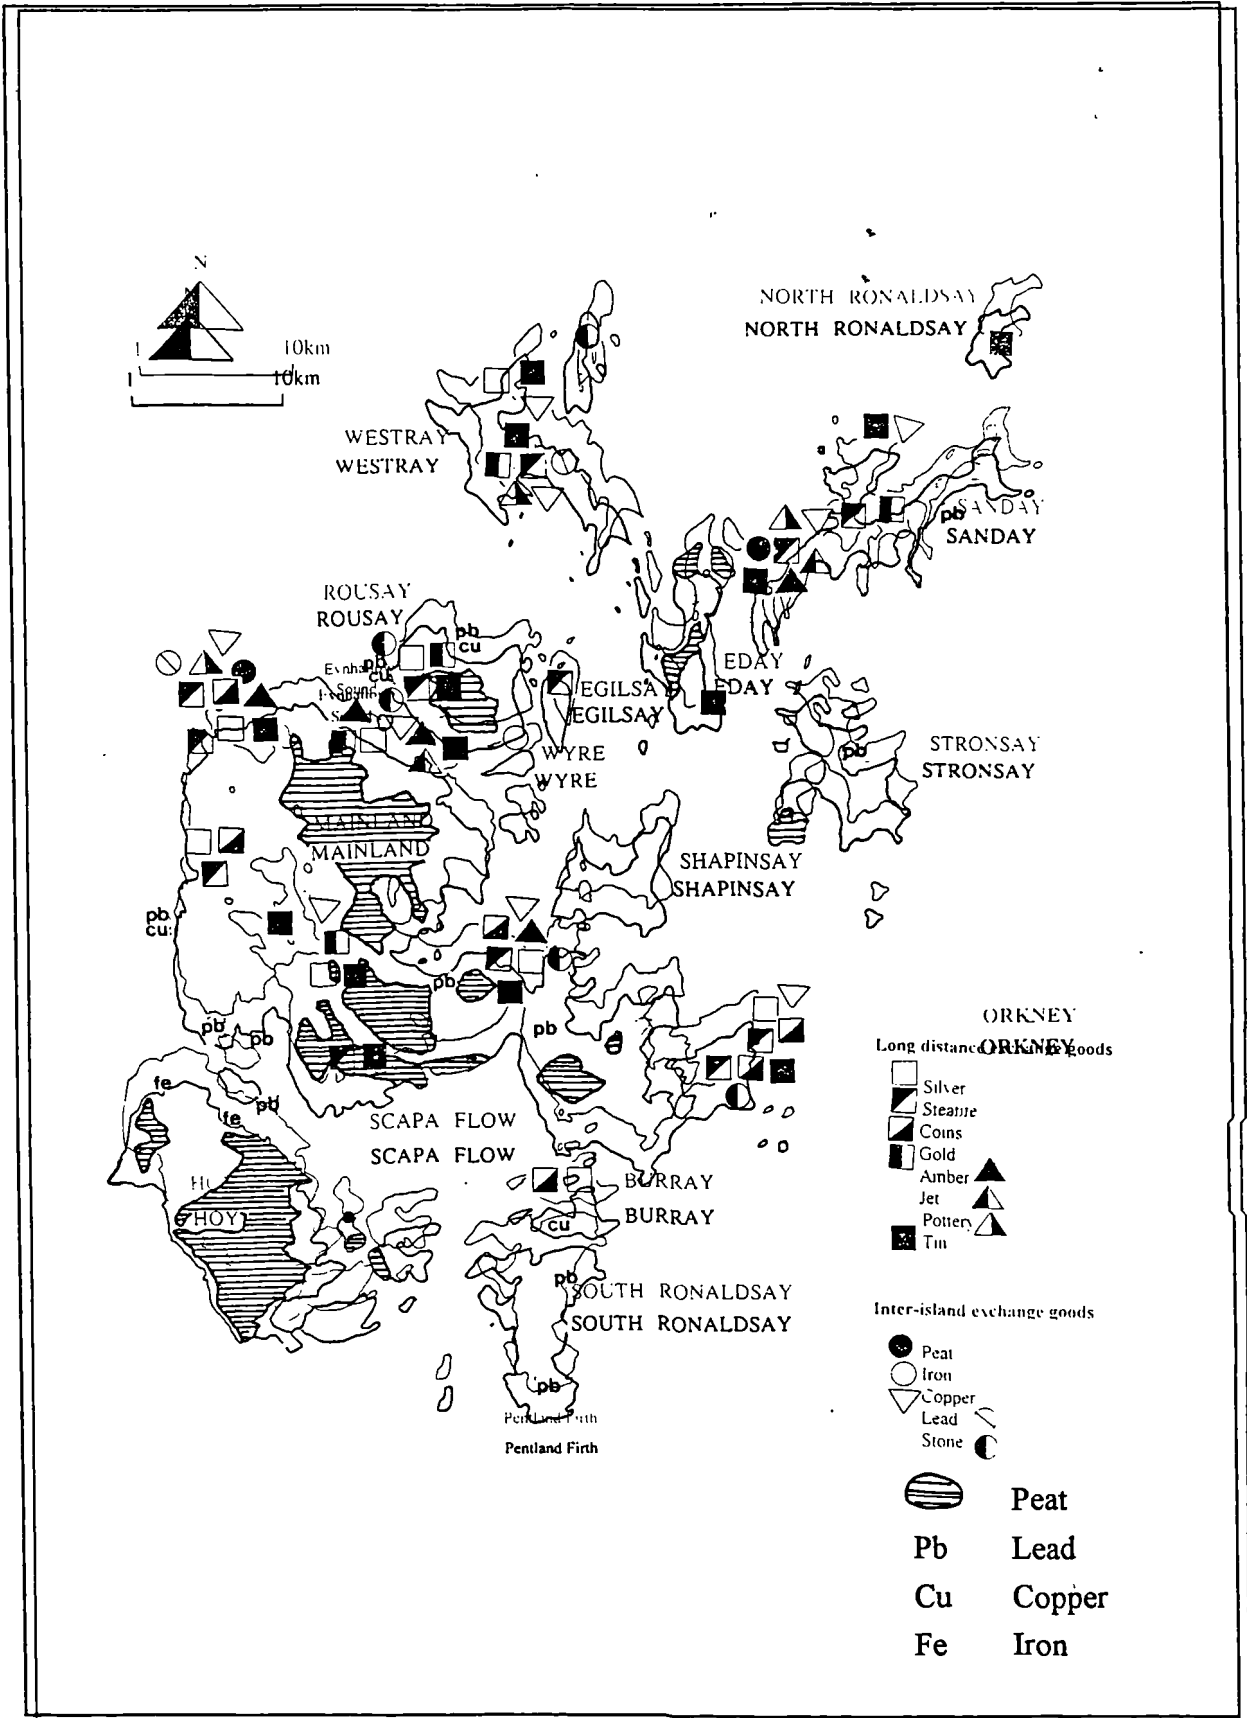 N
10km
10km
NORTH RONALDSAY
NORTH RONALDSAY
WESTRAY
WESTRAY
pb
SANDAY
SANDAY
ROUSAY
ROUSAY
pb
cu
pb
cu
Sound
EDAY
EDAY
EGILSAY
EGILSAY
WYRE
WYRE
pb
STRONSAY
STRONSAY
MAINLAND
MAINLAND
SHAPINSAY
SHAPINSAY
pb
cu
pb
pb
pb
pb
fe
pb
fe
ORKNEY
ORKNEY
Long distance exchange goods
Silver
Steatite
Coins
Gold
Amber
Jet
Pottery
Tin
SCAPA FLOW
SCAPA FLOW
HOY
BURRAY
BURRAY
cu
pb
SOUTH RONALDSAY
SOUTH RONALDSAY
pb
Pentland Firth
Pentland Firth
Inter-island exchange goods
Peat
Iron
Copper
Lead
Stone
Peat
Pb Lead
Cu Copper
Fe Iron